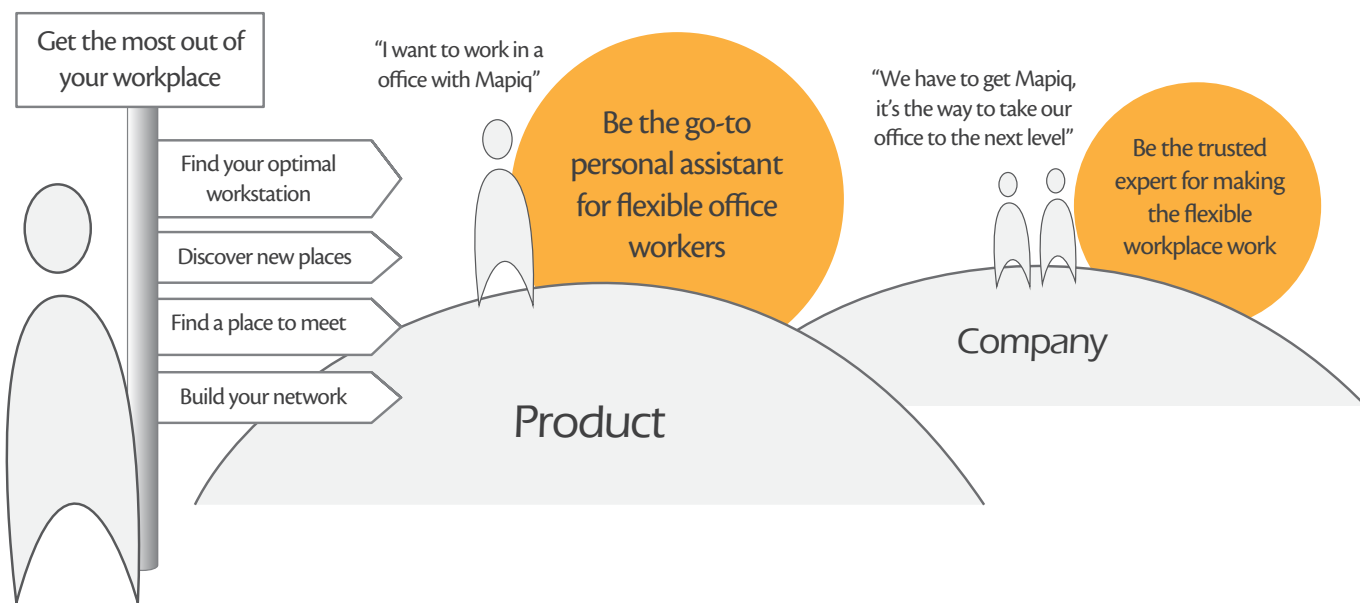 Get the most out of
your workplace
Find your optimal
workstation
Discover new places
Find a place to meet
Build your network
“I want to work in a
office with Mapiq”
Be the go-to
personal assistant
for flexible office
workers
Product
“We have to get Mapiq,
it’s the way to take our
office to the next level”
Be the trusted
expert for making
the flexible
workplace work
Company